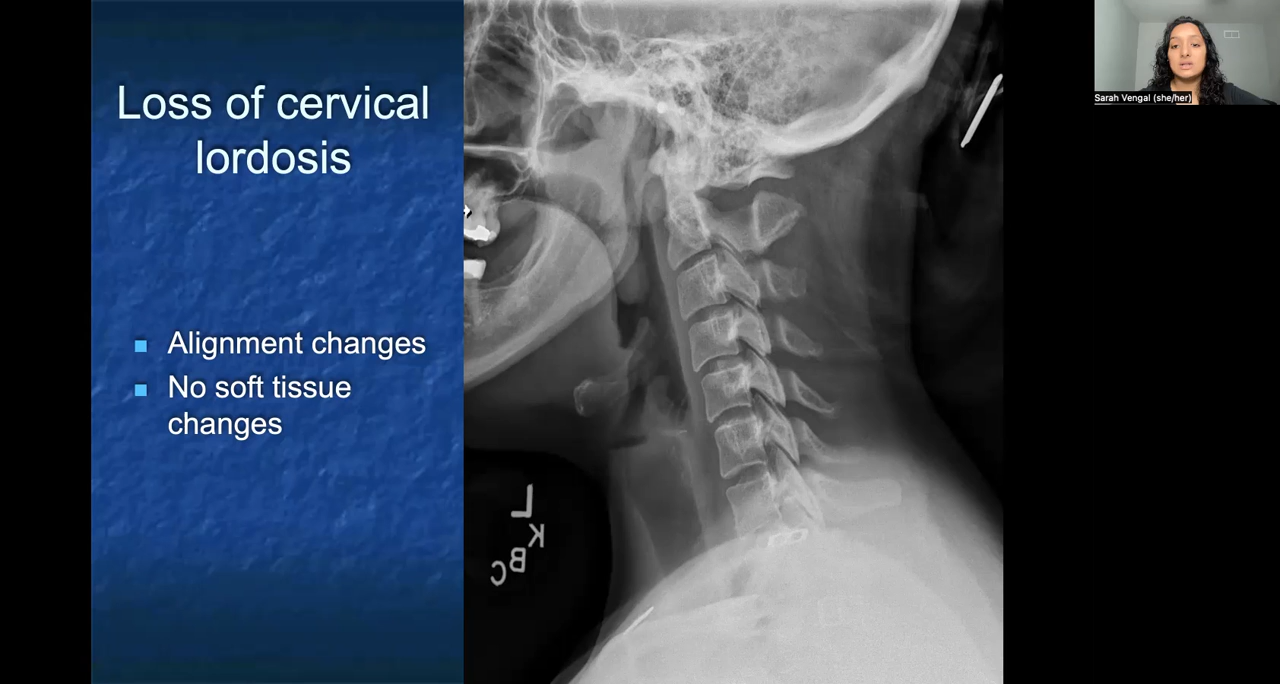 Loss of cervical
lordosis
Alignment changes
No soft tissue
changes
L
K
B
C
Sarah Vengal (she/her)